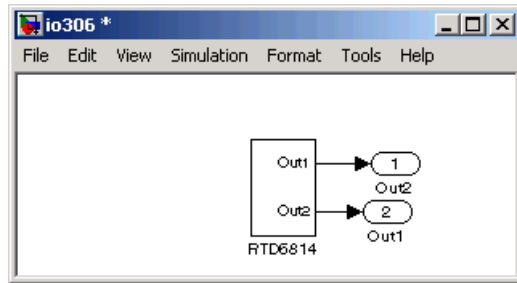 io306 *
File Edit View Simulation Format Tools Help
Out1 1
Out2
Out2 2
Out1
RTD6814